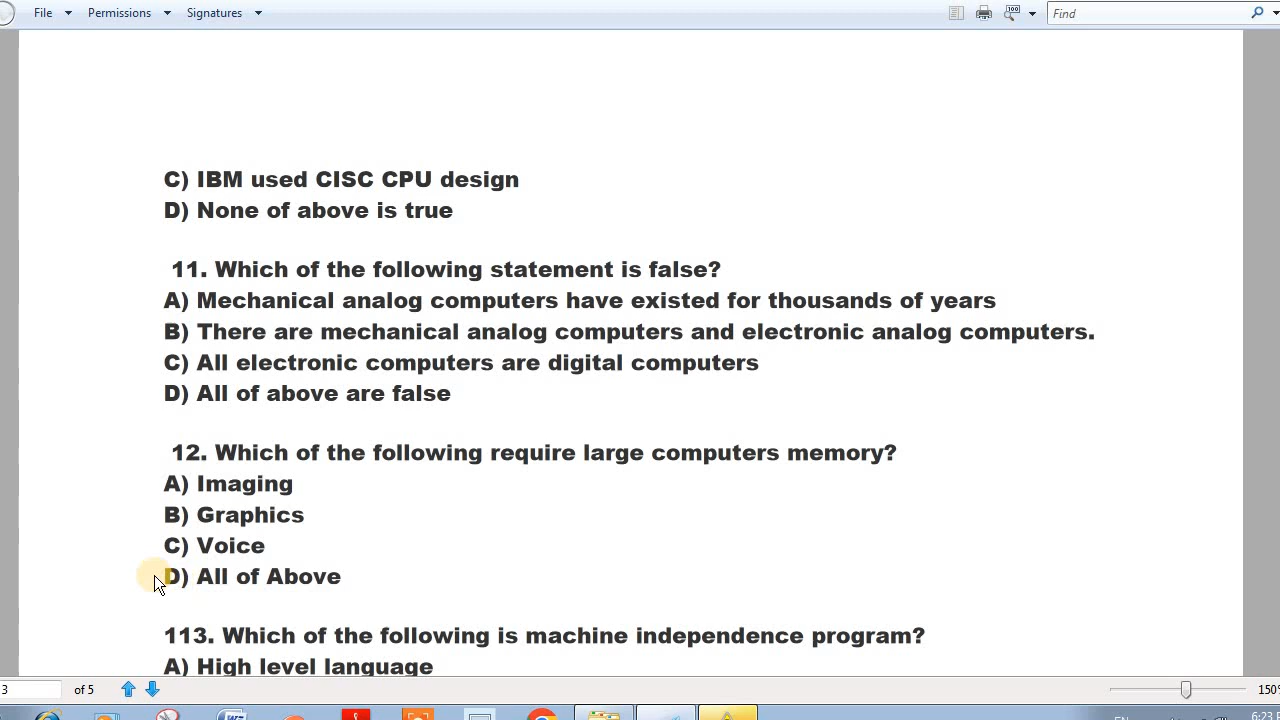 File Permissions Signatures Find
C) IBM used CISC CPU design
D) None of above is true
11. Which of the following statement is false?
A) Mechanical analog computers have existed for thousands of years
B) There are mechanical analog computers and electronic analog computers.
C) All electronic computers are digital computers
D) All of above are false
12. Which of the following require large computers memory?
A) Imaging
B) Graphics
C) Voice
D) All of Above
113. Which of the following is machine independence program?
A) High level language
3 of 5 150%